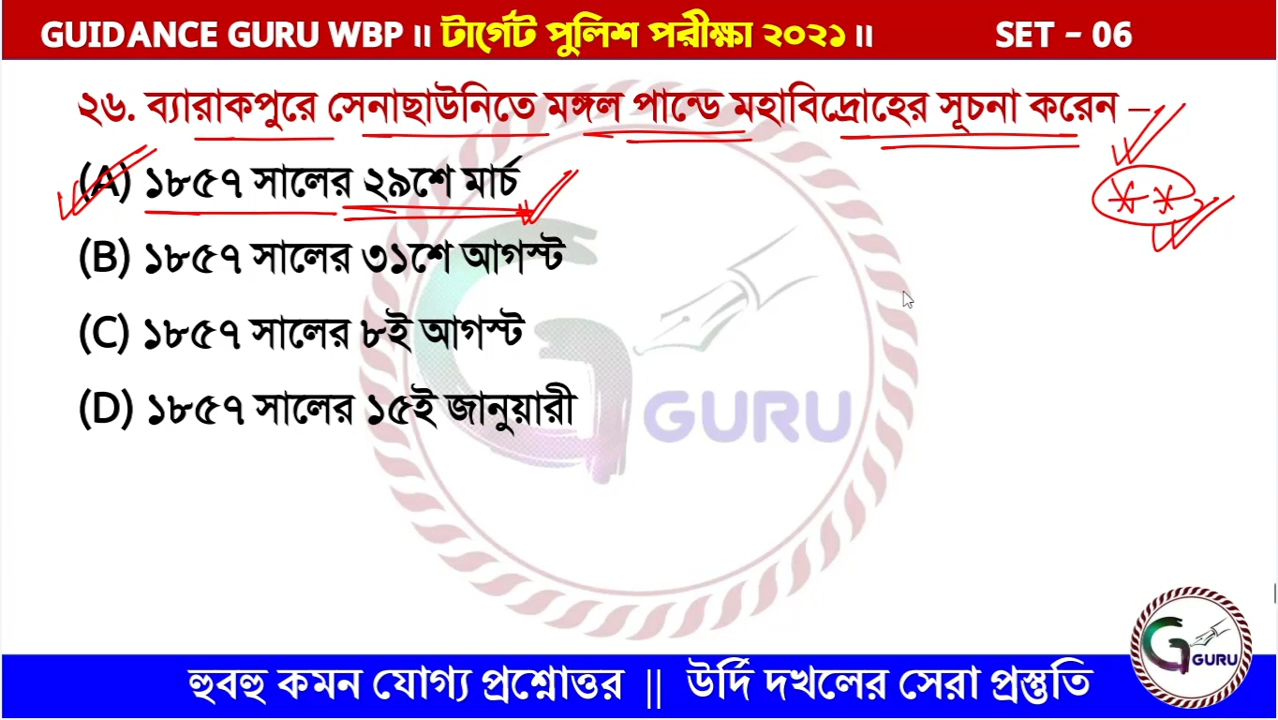 GUIDANCE GURU WBP ॥ টার্গেট পুলিশ পরীক্ষা ২০২১ ॥ SET – 06
২৬. ব্যারাকপুরে সেনাছাউনিতে মঙ্গল পান্ডে মহাবিদ্রোহের সূচনা করেন –
(A) ১৮৫৭ সালের ২৯শে মার্চ
(B) ১৮৫৭ সালের ৩১শে আগস্ট
(C) ১৮৫৭ সালের ৮ই আগস্ট
(D) ১৮৫৭ সালের ১৫ই জানুয়ারী
G GURU
G GURU
হুবহু কমন যোগ্য প্রশ্নোত্তর || উর্দি দখলের সেরা প্রস্তুতি